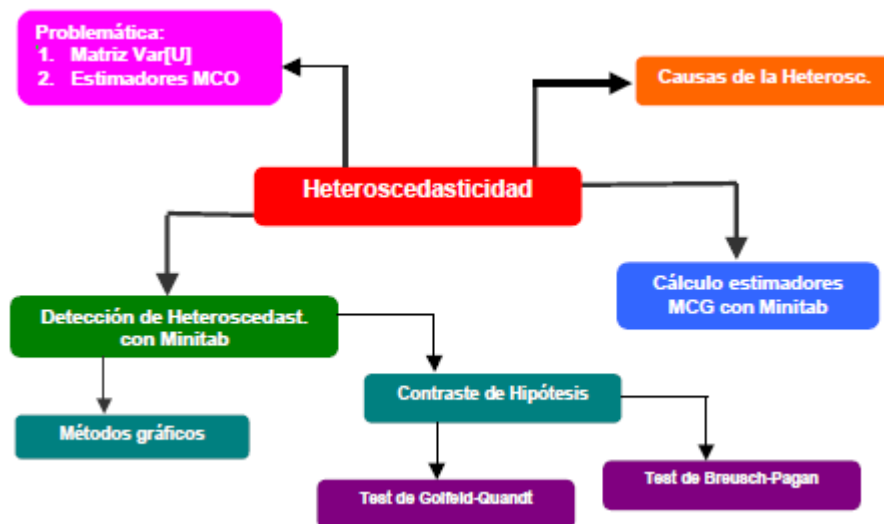 Problemática:
1. Matriz Var[U]
2. Estimadores MCO
Causas de la Heterosc.
Heteroscedasticidad
Cálculo estimadores
MCG con Minitab
Detección de Heteroscedast.
con Minitab
Contraste de Hipótesis
Métodos gráficos
Test de Golfeld-Quandt
Test de Breusch-Pagan